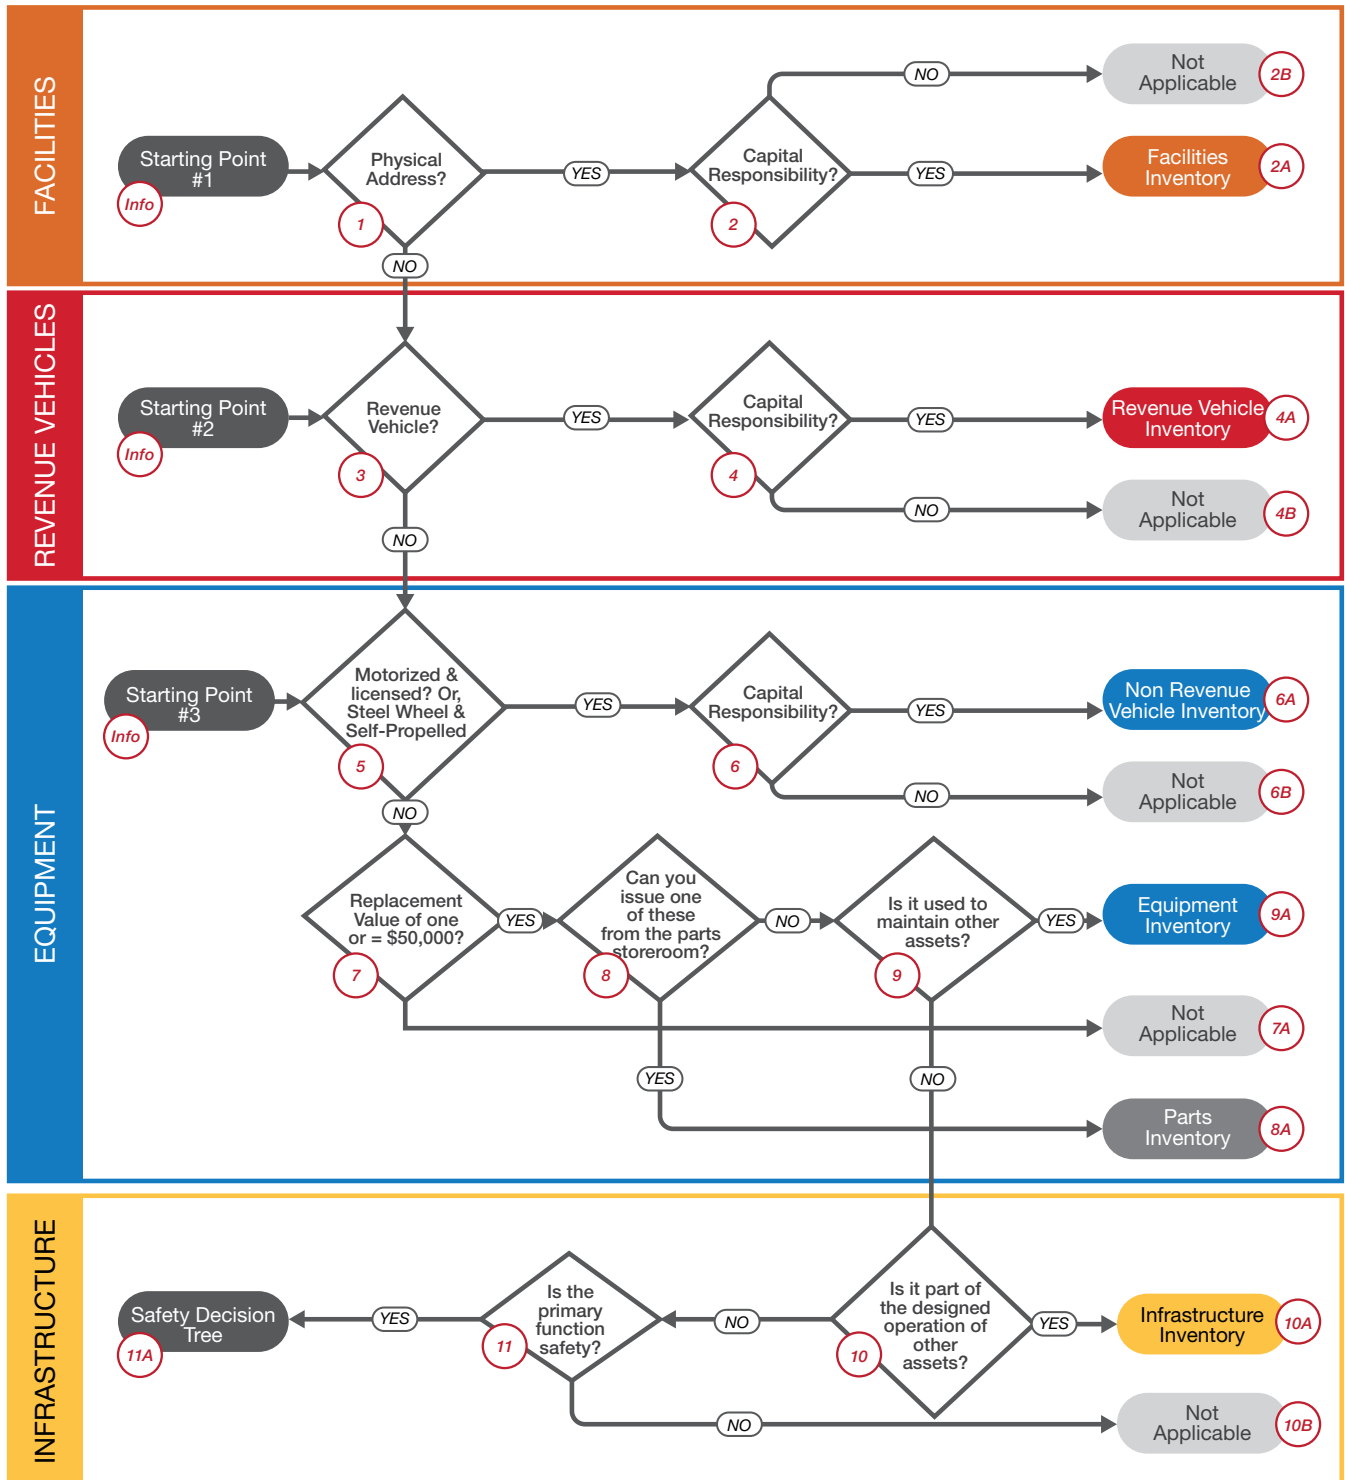 FACILITIES
Starting Point
#1
Info
Physical
Address?
1
YES
NO
Capital
Responsibility?
2
NO
Not
Applicable
2B
YES
Facilities
Inventory
2A
REVENUE VEHICLES
Starting Point
#2
Info
Revenue
Vehicle?
3
YES
NO
Capital
Responsibility?
4
YES
Revenue Vehicle
Inventory
4A
NO
Not
Applicable
4B
EQUIPMENT
Starting Point
#3
Info
Motorized &
licensed? Or,
Steel Wheel &
Self-Propelled
5
YES
NO
Capital
Responsibility?
6
YES
Non Revenue
Vehicle Inventory
6A
NO
Not
Applicable
6B
Replacement
Value of one
or = $50,000?
7
YES
Can you
issue one
of these
from the parts
storeroom?
8
NO
Is it used to
maintain other
assets?
9
YES
Equipment
Inventory
9A
Not
Applicable
7A
YES
NO
Parts
Inventory
8A
INFRASTRUCTURE
Safety Decision
Tree
11A
YES
Is the
primary
function
safety?
11
NO
Is it part of
the designed
operation of
other
assets?
10
YES
Infrastructure
Inventory
10A
NO
Not
Applicable
10B